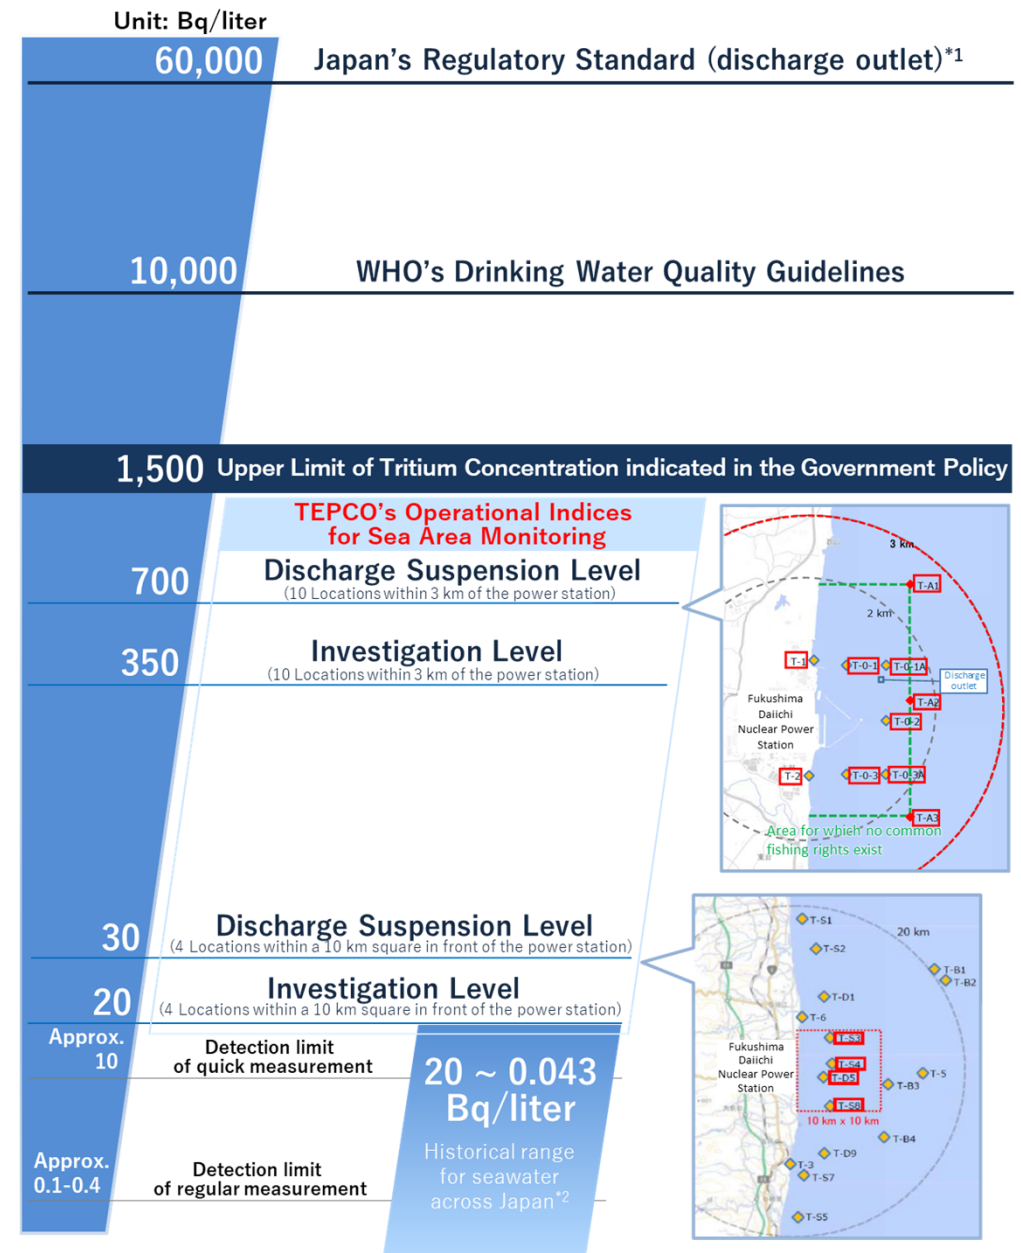 Unit: Bq/liter
60,000 Japan's Regulatory Standard (discharge outlet)*1
10,000 WHO's Drinking Water Quality Guidelines
1,500 Upper Limit of Tritium Concentration indicated in the Government Policy
TEPCO's Operational Indices
for Sea Area Monitoring
700 Discharge Suspension Level
(10 Locations within 3 km of the power station)
350 Investigation Level
(10 Locations within 3 km of the power station)
3 km
T-A1
2 km
T-1
T-0-1
T-0-1A
Discharge
outlet
Fukushima
Daiichi
Nuclear Power
Station
T-A2
T-0-2
T-2
T-0-3
T-0-3A
T-A3
Area for which no common
fishing rights exist
30 Discharge Suspension Level
(4 Locations within a 10 km square in front of the power station)
20 Investigation Level
(4 Locations within a 10 km square in front of the power station)
Approx.
10
Detection limit
of quick measurement
20 ~ 0.043
Bq/liter
Historical range
for seawater
across Japan*2
Approx.
0.1-0.4
Detection limit
of regular measurement
T-S1
20 km
T-S2
T-B1
T-B2
T-D1
T-6
T-S3
Fukushima
Daiichi
Nuclear Power
Station
T-S4
T-D5
T-5
T-B3
T-S8
10 km x 10 km
T-B4
T-D9
T-3
T-S7
T-S5